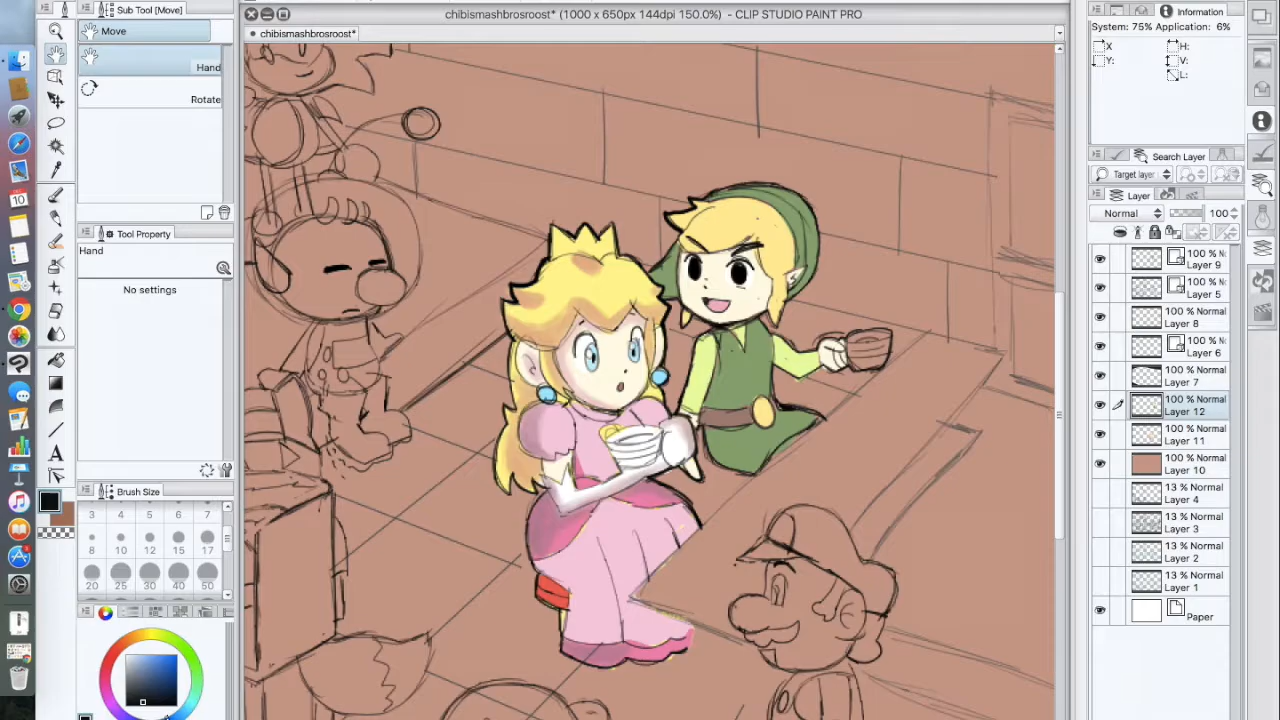 Sub Tool [Move]
Move
Hand
Rotate
Tool Property
Hand
No settings
Brush Size
3 4 5 6 7
8 10 12 15 17
20 25 30 40 50
chibismashbrosroost* (1000 x 650px 144dpi 150.0%) - CLIP STUDIO PAINT PRO
chibismashbrosroost*
Information
System: 75% Application: 6%
X H:
Y: V:
L:
Search Layer
Target layer
Layer
Normal 100
100 %
Layer 9
100 %
Layer 5
100 % Normal
Layer 8
100 %
Layer 6
100 % Normal
Layer 7
100 % Normal
Layer 12
100 % Normal
Layer 11
100 % Normal
Layer 10
13 % Normal
Layer 4
13 % Normal
Layer 3
13 % Normal
Layer 2
13 % Normal
Layer 1
Paper